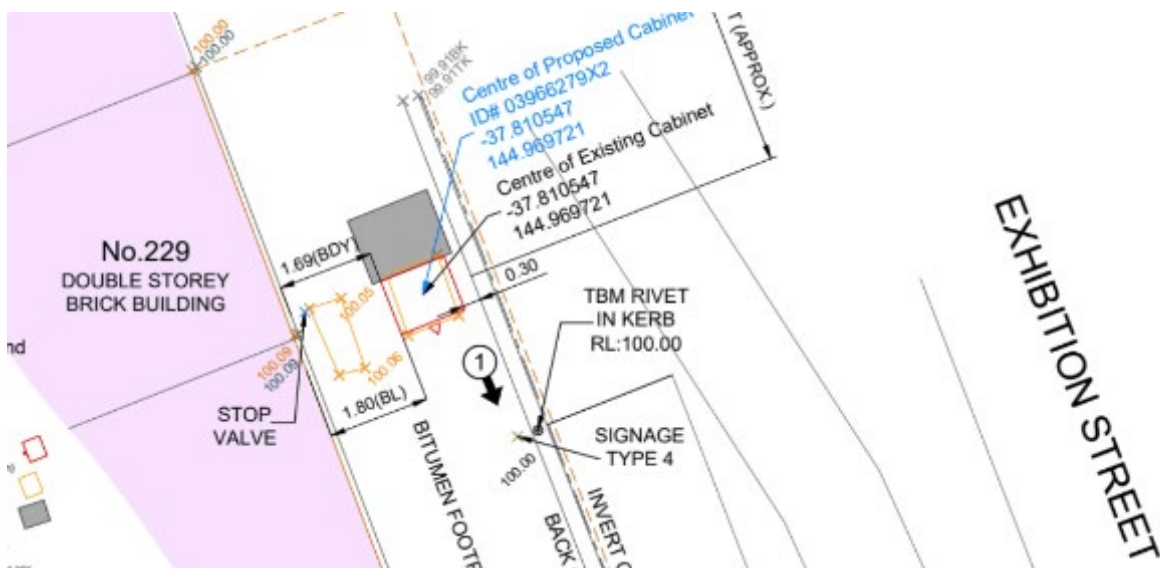 100.00
100.00
99.91BK
99.91TK
Centre of Proposed Cabinet
ID# 03966279X2
-37.810547
144.969721
Centre of Existing Cabinet
-37.810547
144.969721
T (APPROX.)
No.229
DOUBLE STOREY
BRICK BUILDING
1.69(BDY)
0.30
100.05
100.06
100.09
100.09
TBM RIVET
IN KERB
RL:100.00
1
nd
STOP
VALVE
1.80(BL)
SIGNAGE
TYPE 4
100.00
BITUMEN FOOTP
BACK
INVERT
EXHIBITION STREET